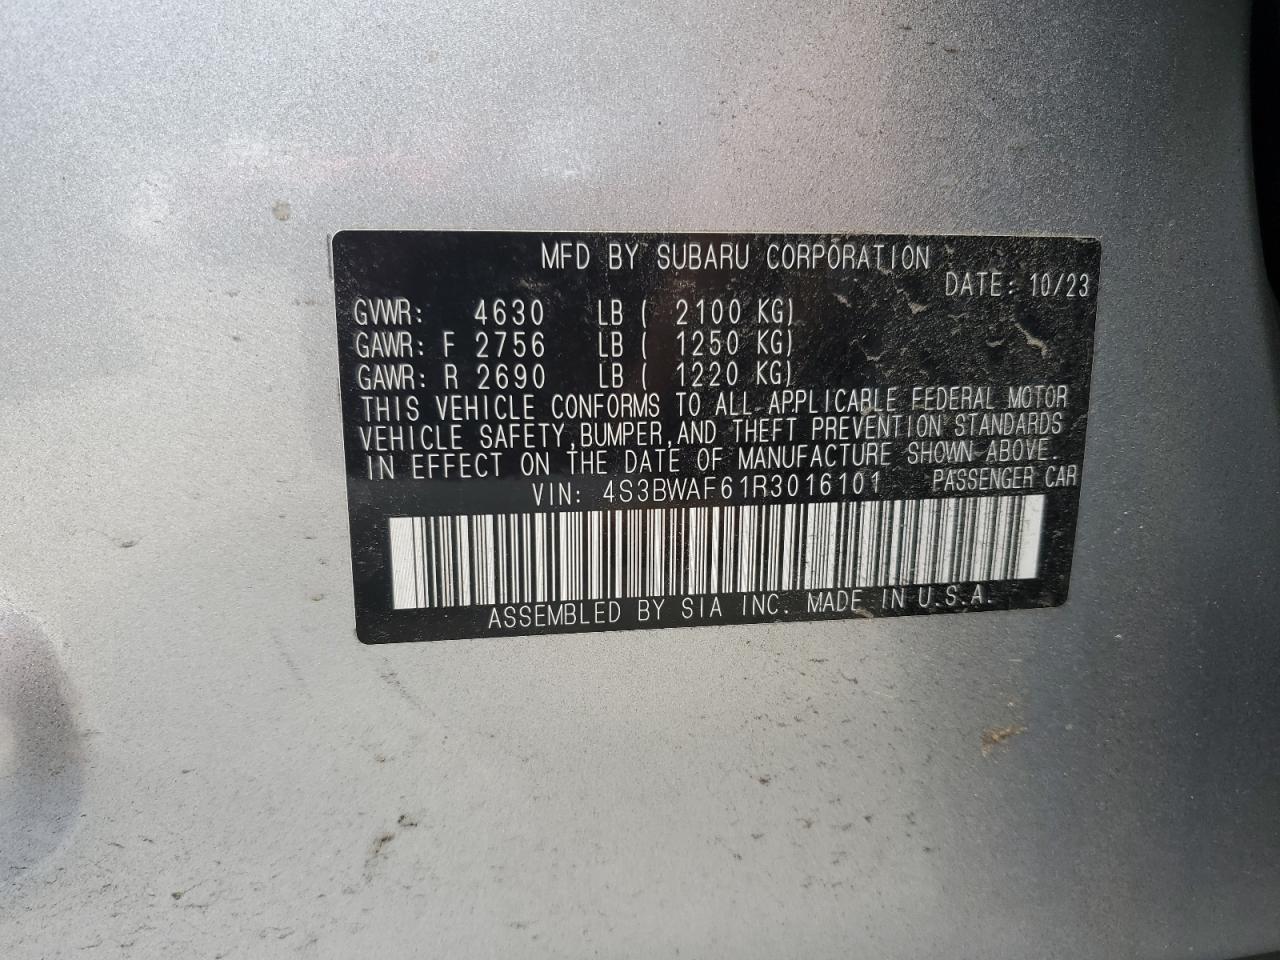 MFD BY SUBARU CORPORATION
DATE: 10/23
GVWR: 4630 LB ( 2100 KG)
GAWR: F 2756 LB ( 1250 KG)
GAWR: R 2690 LB ( 1220 KG)
THIS VEHICLE CONFORMS TO ALL APPLICABLE FEDERAL MOTOR
VEHICLE SAFETY, BUMPER, AND THEFT PREVENTION STANDARDS
IN EFFECT ON THE DATE OF MANUFACTURE SHOWN ABOVE.
VIN: 4S3BWAF61R3016101 PASSENGER CAR
ASSEMBLED BY SIA INC. MADE IN U.S.A.